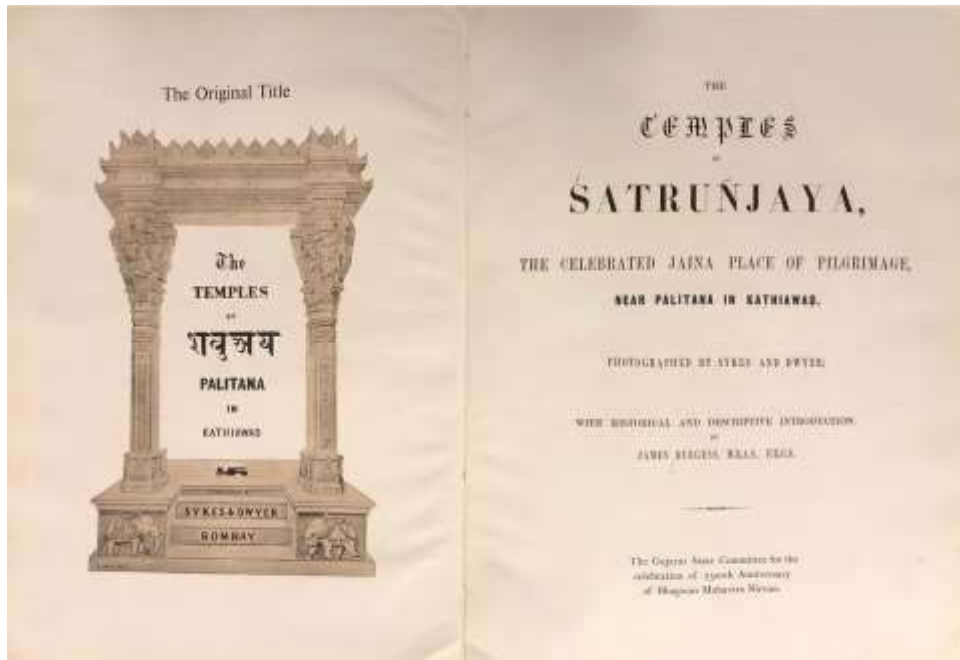 The Original Title
The
TEMPLES
OF
शत्रुञ्जय
PALITANA
IN
KATHIAWAD
SYKES & DWYER
BOMBAY
THE
TEMPLES
OF
ŚATRUÑJAYA,
THE CELEBRATED JAINA PLACE OF PILGRIMAGE,
NEAR PALITANA IN KATHIAWAD.
PHOTOGRAPHED BY SYKES AND DWYER;
WITH HISTORICAL AND DESCRIPTIVE INTRODUCTION,
BY
JAMES BURGESS, M.R.A.S., F.R.G.S.
The Gujarat State Committee for the
celebration of 2500th Anniversary
of Bhagwan Mahavira Nirvan.